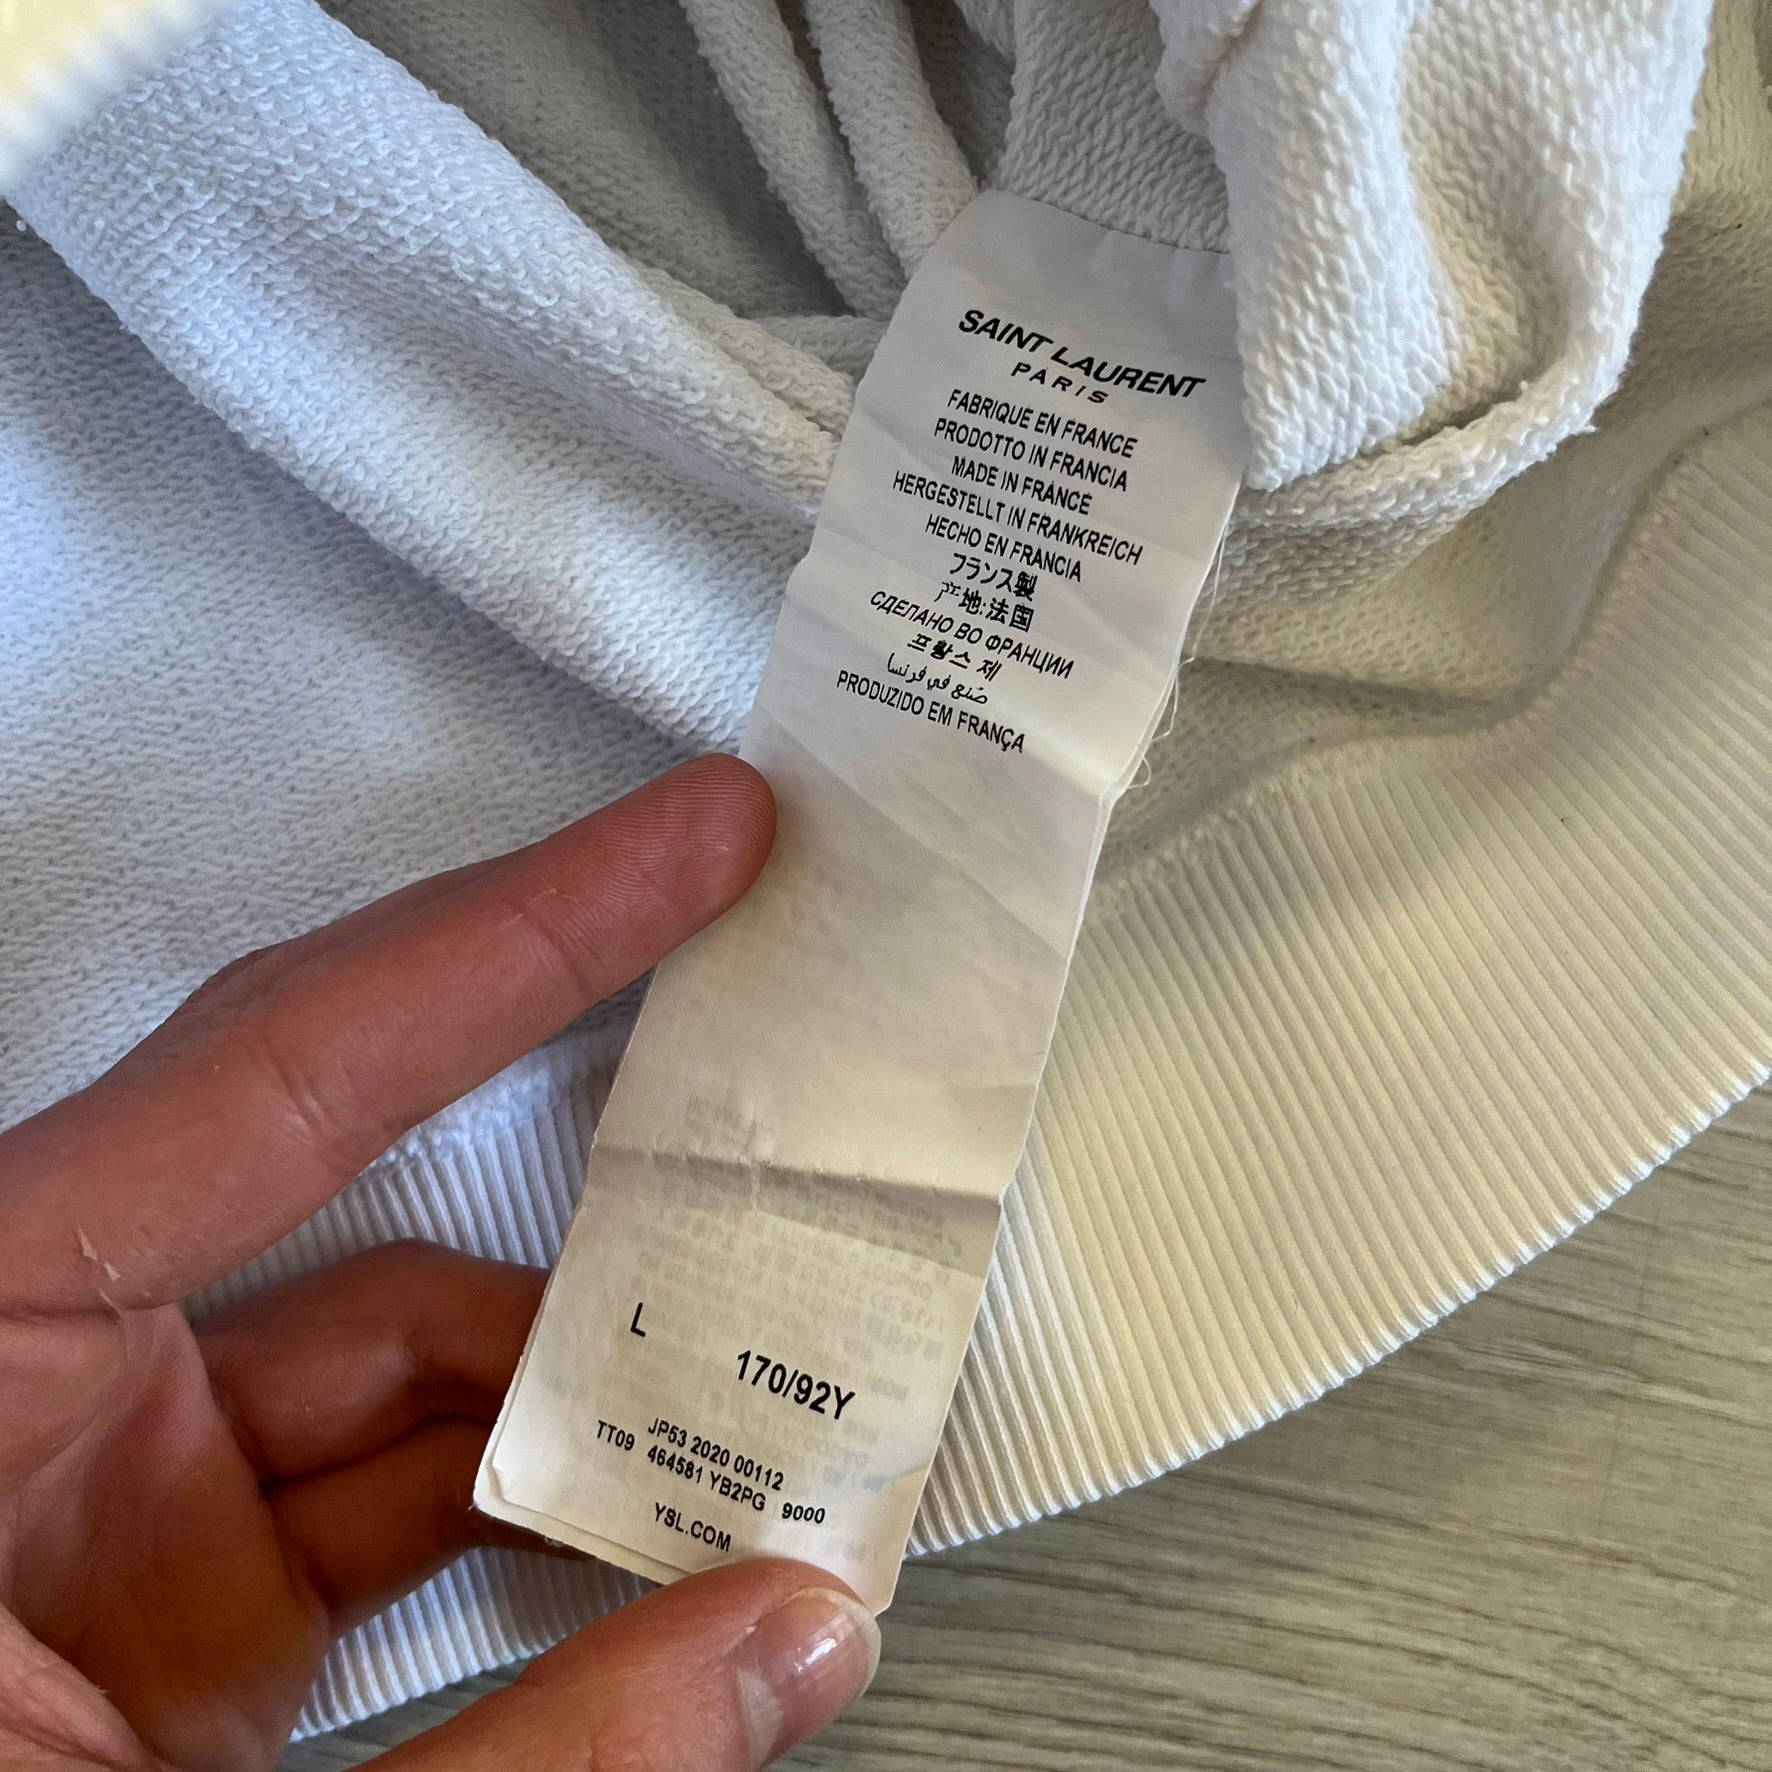 SAINT LAURENT
PARIS
FABRIQUE EN FRANCE
PRODOTTO IN FRANCIA
MADE IN FRANCE
HERGESTELLT IN FRANKREICH
HECHO EN FRANCIA
フランス製
产地:法国
СДЕЛАНО ВО ФРАНЦИИ
프랑스 제
صنع في فرنسا
PRODUZIDO EM FRANÇA
L
170/92Y
JP53 2020 00112
TT09 464581 YB2PG 9000
YSL.COM